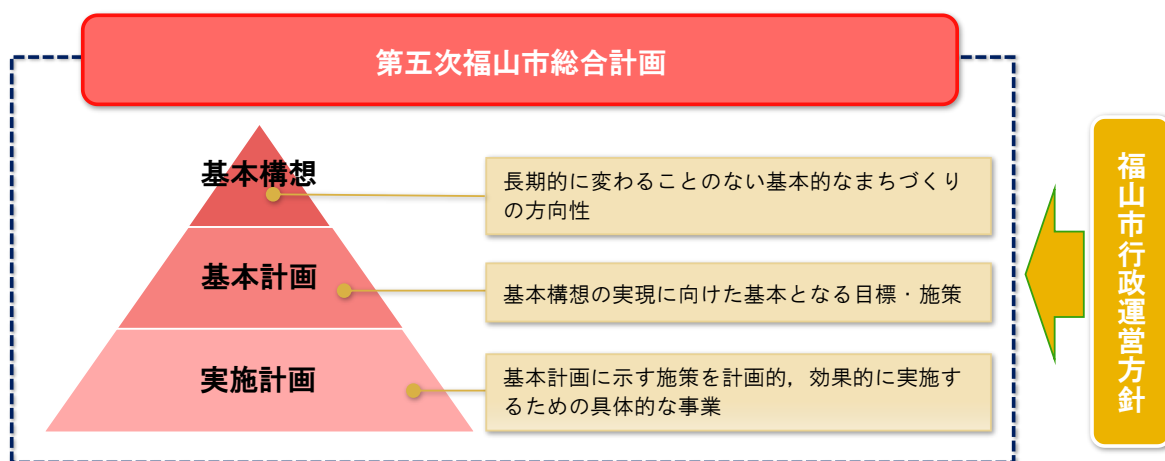 第五次福山市総合計画
基本構想
長期的に変わることのない基本的なまちづくり
の方向性
基本計画
基本構想の実現に向けた基本となる目標・施策
実施計画
基本計画に示す施策を計画的，効果的に実施す
るための具体的な事業
福山市行政運営方針